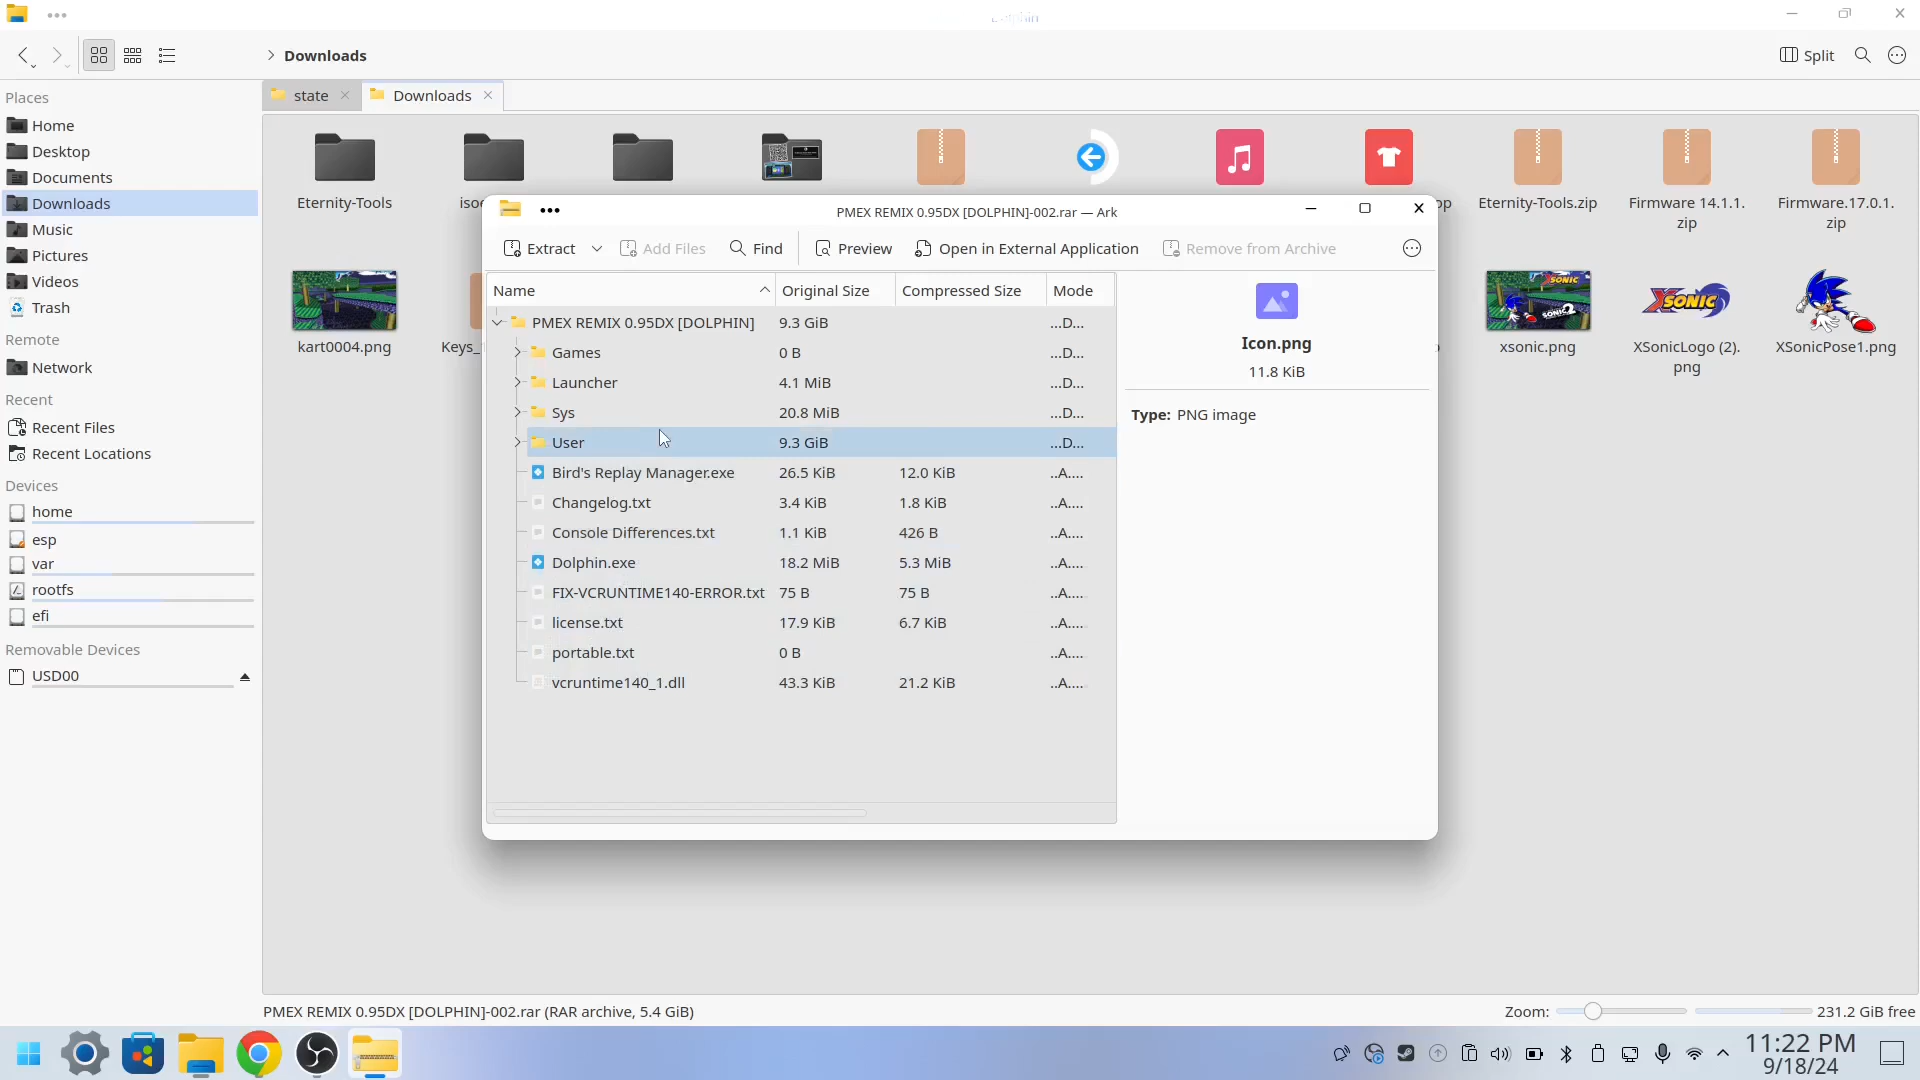 Downloads
Split
Places
Home
Desktop
Documents
Downloads
Music
Pictures
Videos
Trash
Remote
Network
Recent
Recent Files
Recent Locations
Devices
home
esp
var
rootfs
efi
Removable Devices
USD00
state
Downloads
Eternity-Tools
Eternity-Tools.zip
Firmware 14.1.1.
zip
Firmware.17.0.1.
zip
kart0004.png
xsonic.png
XSonicLogo (2).
png
XSonicPose1.png
PMEX REMIX 0.95DX [DOLPHIN]-002.rar — Ark
Extract
Add Files
Find
Preview
Open in External Application
Remove from Archive
Name Original Size Compressed Size Mode
PMEX REMIX 0.95DX [DOLPHIN] 9.3 GiB ...D...
Games 0 B ...D...
Launcher 4.1 MiB ...D...
Sys 20.8 MiB ...D...
User 9.3 GiB ...D...
Bird's Replay Manager.exe 26.5 KiB 12.0 KiB ..A....
Changelog.txt 3.4 KiB 1.8 KiB ..A....
Console Differences.txt 1.1 KiB 426 B ..A....
Dolphin.exe 18.2 MiB 5.3 MiB ..A....
FIX-VCRUNTIME140-ERROR.txt 75 B 75 B ..A....
license.txt 17.9 KiB 6.7 KiB ..A....
portable.txt 0 B ..A....
vcruntime140_1.dll 43.3 KiB 21.2 KiB ..A....
Icon.png
11.8 KiB
Type: PNG image
PMEX REMIX 0.95DX [DOLPHIN]-002.rar (RAR archive, 5.4 GiB)
Zoom:
231.2 GiB free
11:22 PM
9/18/24